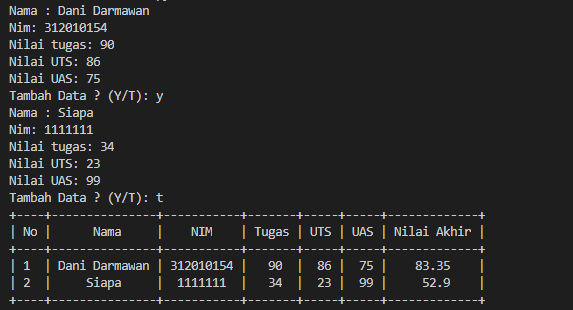 Nama : Dani Darmawan
Nim: 312010154
Nilai tugas: 90
Nilai UTS: 86
Nilai UAS: 75
Tambah Data ? (Y/T): y
Nama : Siapa
Nim: 1111111
Nilai tugas: 34
Nilai UTS: 23
Nilai UAS: 99
Tambah Data ? (Y/T): t
+----+---------------+-----------+-------+-----+-----+-------------+
| No |      Nama     |    NIM    | Tugas | UTS | UAS | Nilai Akhir |
+----+---------------+-----------+-------+-----+-----+-------------+
| 1  | Dani Darmawan | 312010154 |   90  |  86 |  75 |    83.35    |
| 2  |     Siapa     |  1111111  |   34  |  23 |  99 |     52.9    |
+----+---------------+-----------+-------+-----+-----+-------------+